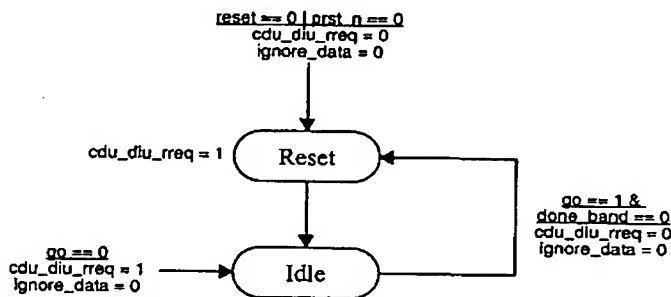 reset == 0 | prst_n == 0
cdu_diu_rreq = 0
ignore_data = 0
cdu_diu_rreq = 1
Reset
go == 1 &
done_band == 0
cdu_diu_rreq = 0
ignore_data = 0
go == 0
cdu_diu_rreq = 1
ignore_data = 0
Idle